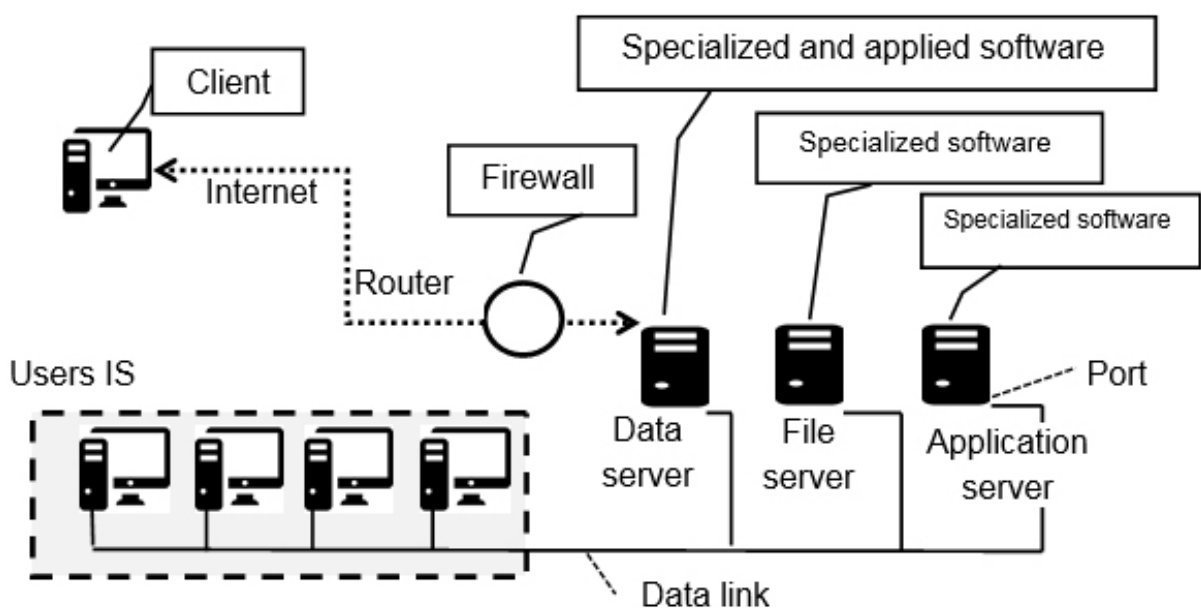 Specialized and applied software
Client
Specialized software
Firewall
Internet
Specialized software
Router
Users IS
Port
Data
server
File
server
Application
server
Data link